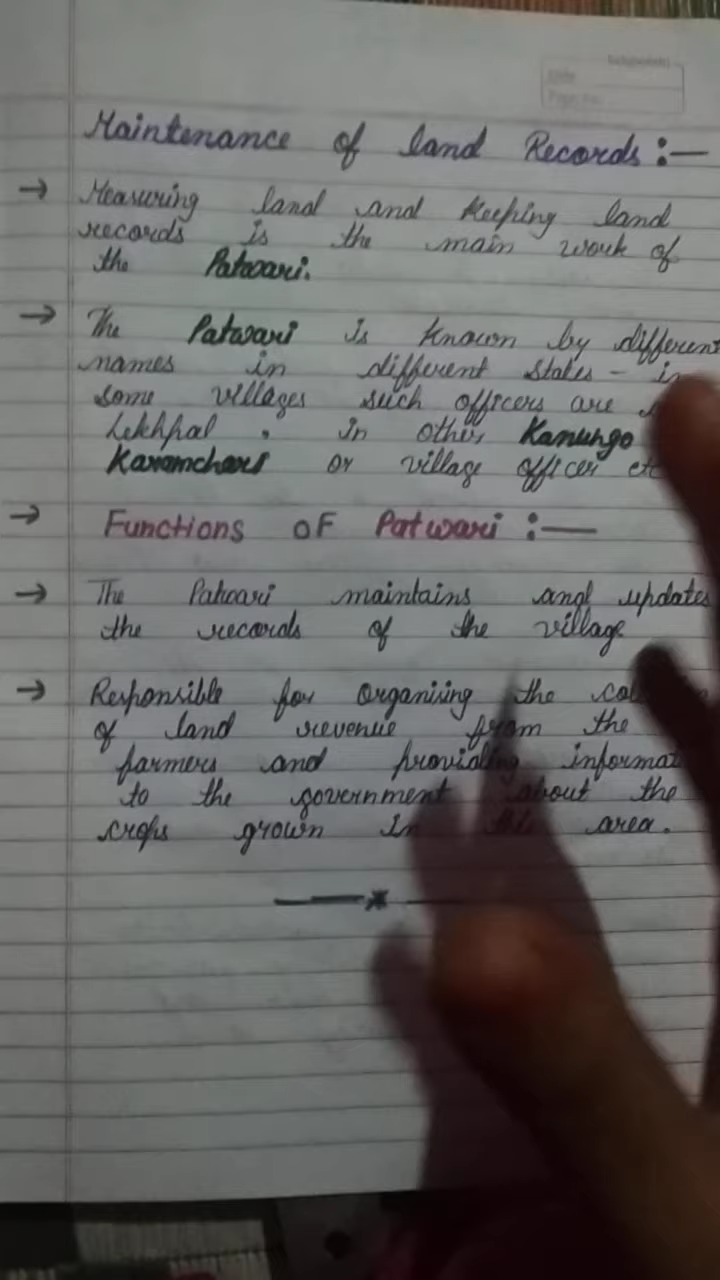 Maintenance of land Records :—
→ Measuring land and keeping land
records is the main work of
the Patwari.
→ The Patwari is known by different
names in different states - in
some villages such officers are
Lekhpal , in other Kanungo
Karamchari or village officer etc
→ Functions of Patwari :—
→ The Patwari maintains and updates
the records of the village
→ Responsible for organising the
of land revenue from the
farmers and providing
to the government about the
crops grown in the area.